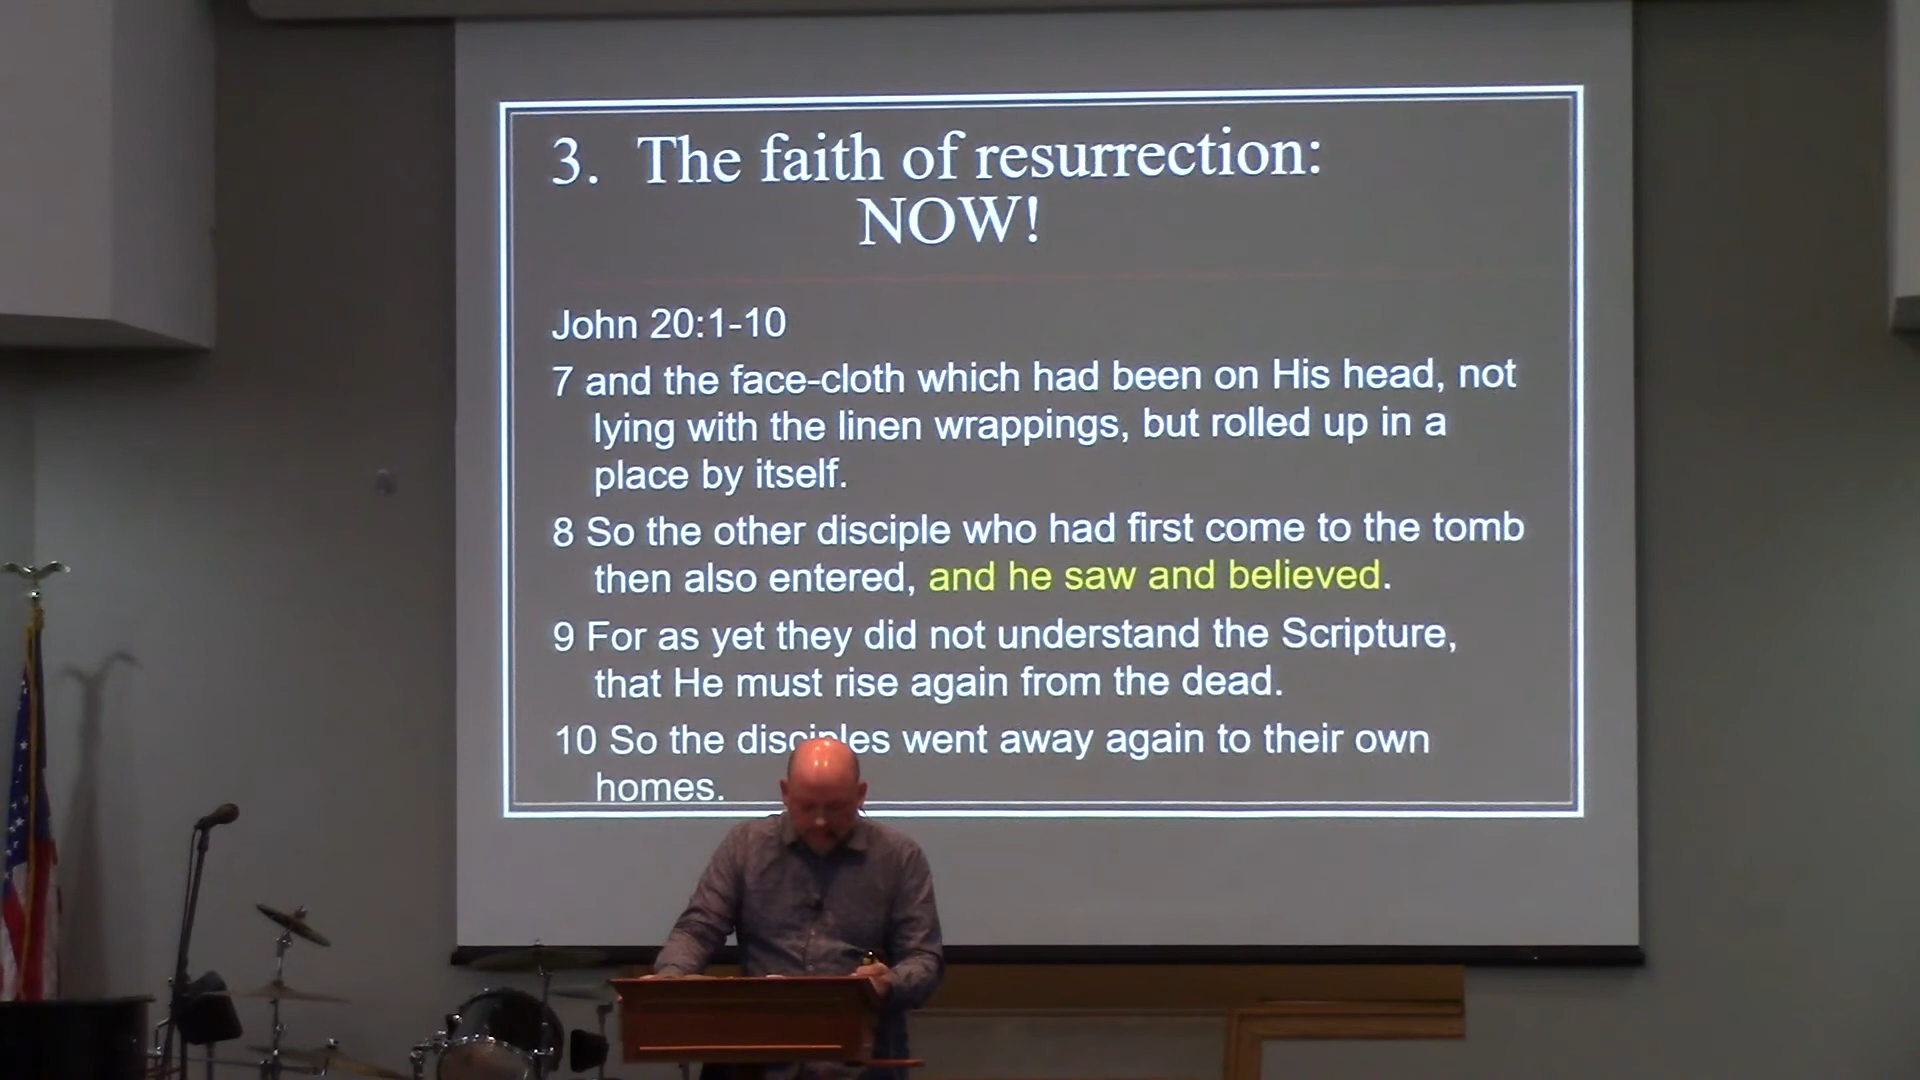 3. The faith of resurrection:
NOW!
John 20:1-10
7 and the face-cloth which had been on His head, not
lying with the linen wrappings, but rolled up in a
place by itself.
8 So the other disciple who had first come to the tomb
then also entered, and he saw and believed.
9 For as yet they did not understand the Scripture,
that He must rise again from the dead.
10 So the disciples went away again to their own
homes.